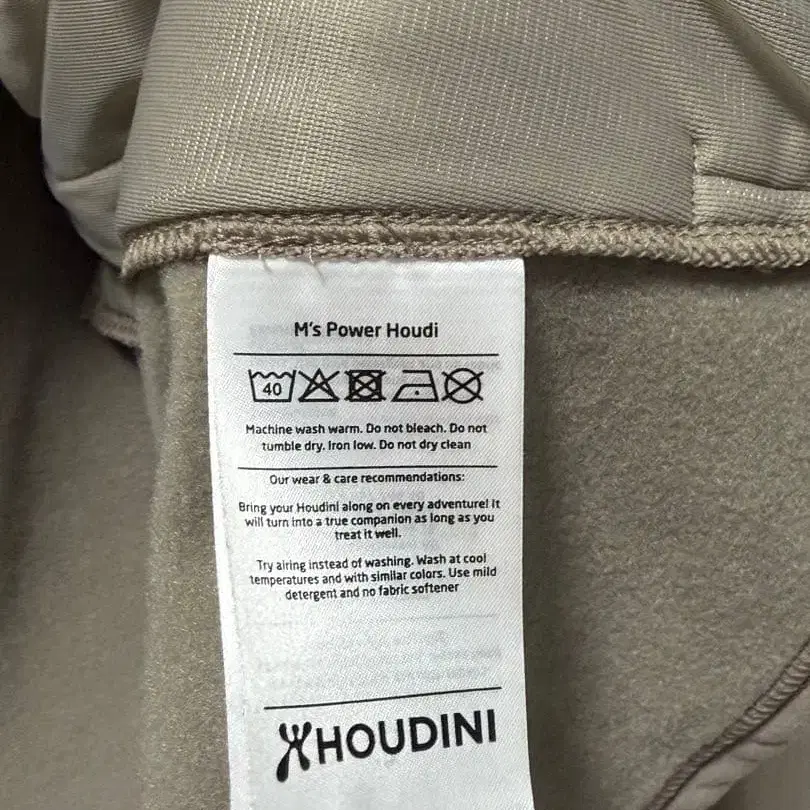 M's Power Houdi
40
Machine wash warm. Do not bleach. Do not
tumble dry. Iron low. Do not dry clean
Our wear & care recommendations:
Bring your Houdini along on every adventure! It
will turn into a true companion as long as you
treat it well.
Try airing instead of washing. Wash at cool
temperatures and with similar colors. Use mild
detergent and no fabric softener
HOUDINI